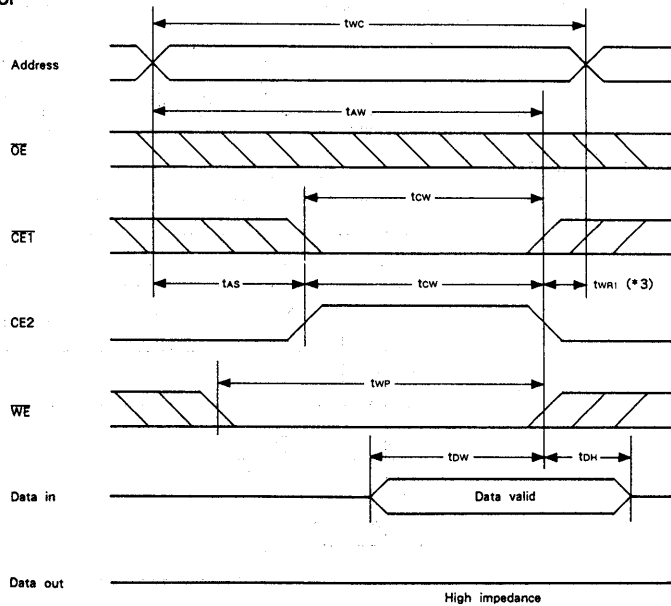 tWC
Address
tAW
OE
tCW
CE1
tAS
tCW
tWR1 (*3)
CE2
tWP
WE
tDW
tDH
Data in
Data valid
Data out
High impedance